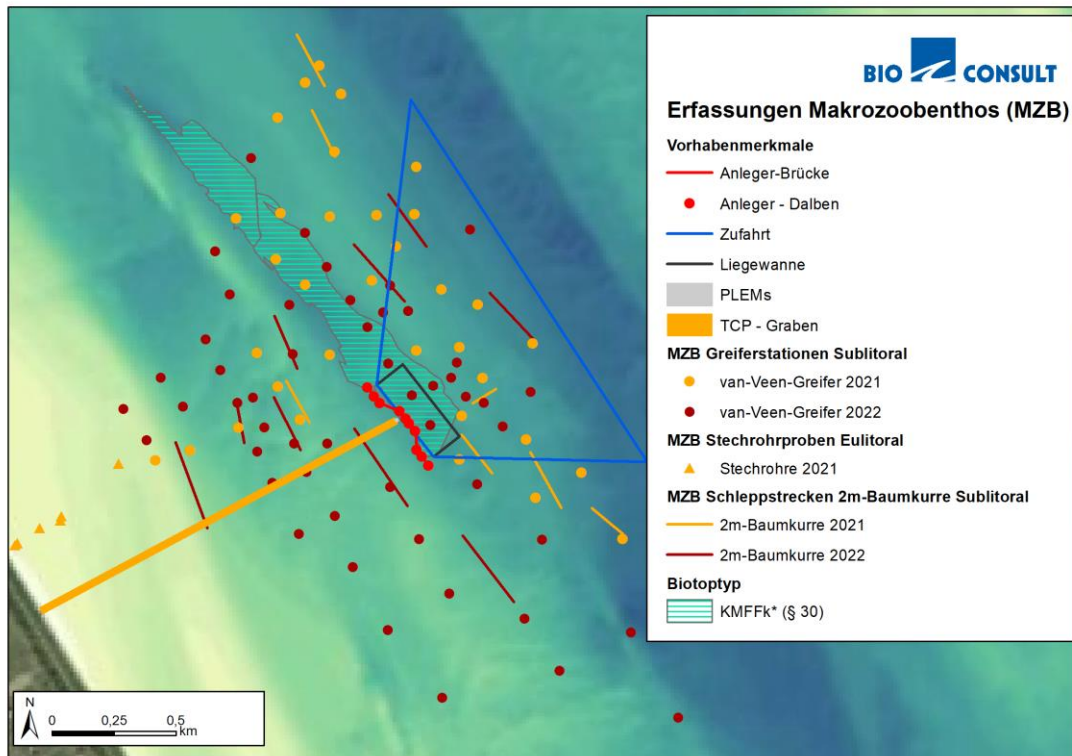 BIO CONSULT
Erfassungen Makrozoobenthos (MZB)
Vorhabenmerkmale
Anleger-Brücke
Anleger - Dalben
Zufahrt
Liegewanne
PLEMs
TCP - Graben
MZB Greiferstationen Sublitoral
van-Veen-Greifer 2021
van-Veen-Greifer 2022
MZB Stechrohrproben Eulitoral
Stechrohre 2021
MZB Schleppstrecken 2m-Baumkurre Sublitoral
2m-Baumkurre 2021
2m-Baumkurre 2022
Biotoptyp
KMFFk* (§ 30)
N
0 0,25 0,5
km